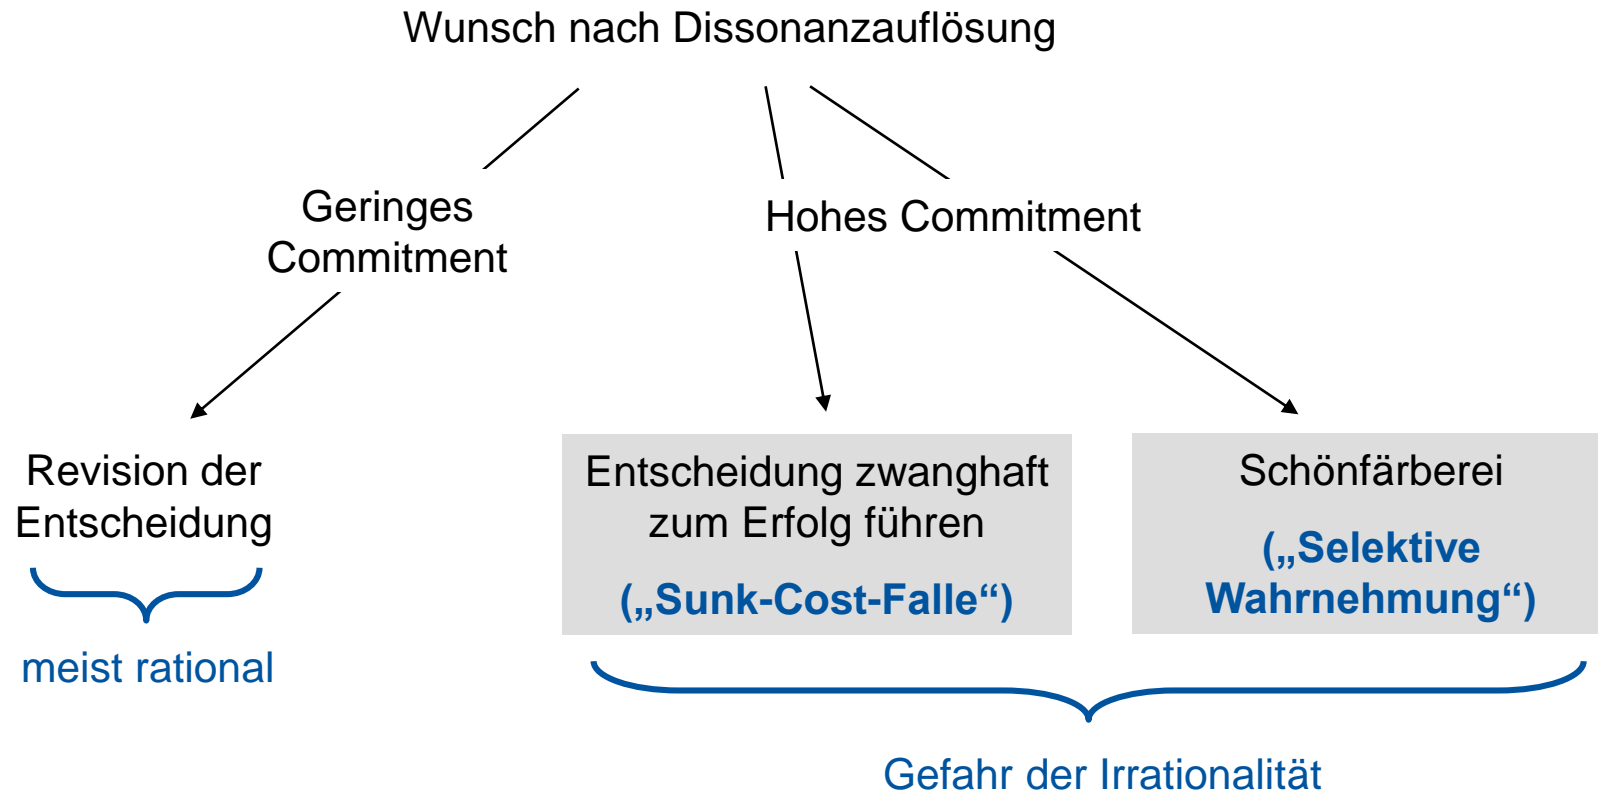 Wunsch nach Dissonanzauflösung
Geringes
Commitment
Hohes Commitment
Revision der
Entscheidung
meist rational
Entscheidung zwanghaft
zum Erfolg führen
(„Sunk-Cost-Falle“)
Schönfärberei
(„Selektive
Wahrnehmung“)
Gefahr der Irrationalität